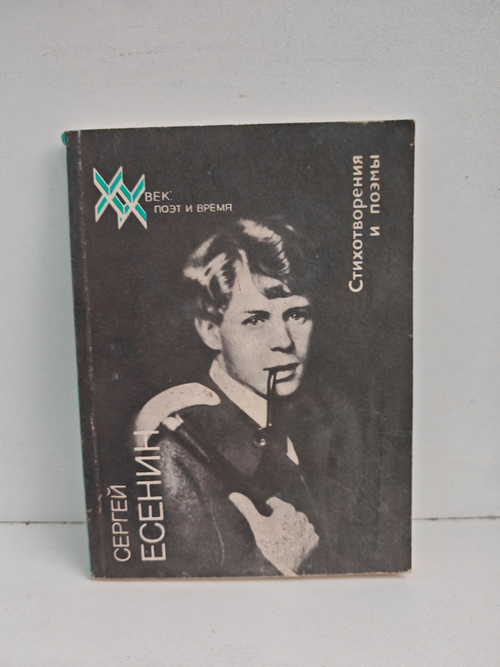 XX
ВЕК:
ПОЭТ И ВРЕМЯ
Стихотворения
и поэмы
СЕРГЕЙ
ЕСЕНИН